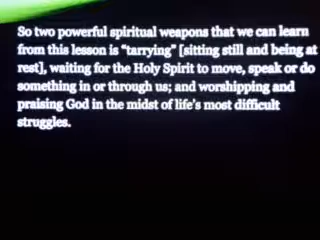 So two powerful spiritual weapons that we can learn
from this lesson is “tarrying” [sitting still and being at
rest], waiting for the Holy Spirit to move, speak or do
something in or through us; and worshipping and
praising God in the midst of life’s most difficult
struggles.